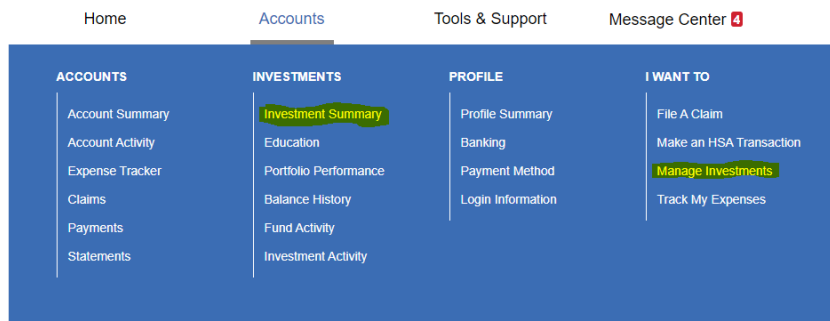 Home
Accounts
Tools & Support
Message Center 4
ACCOUNTS
Account Summary
Account Activity
Expense Tracker
Claims
Payments
Statements
INVESTMENTS
Investment Summary
Education
Portfolio Performance
Balance History
Fund Activity
Investment Activity
PROFILE
Profile Summary
Banking
Payment Method
Login Information
I WANT TO
File A Claim
Make an HSA Transaction
Manage Investments
Track My Expenses